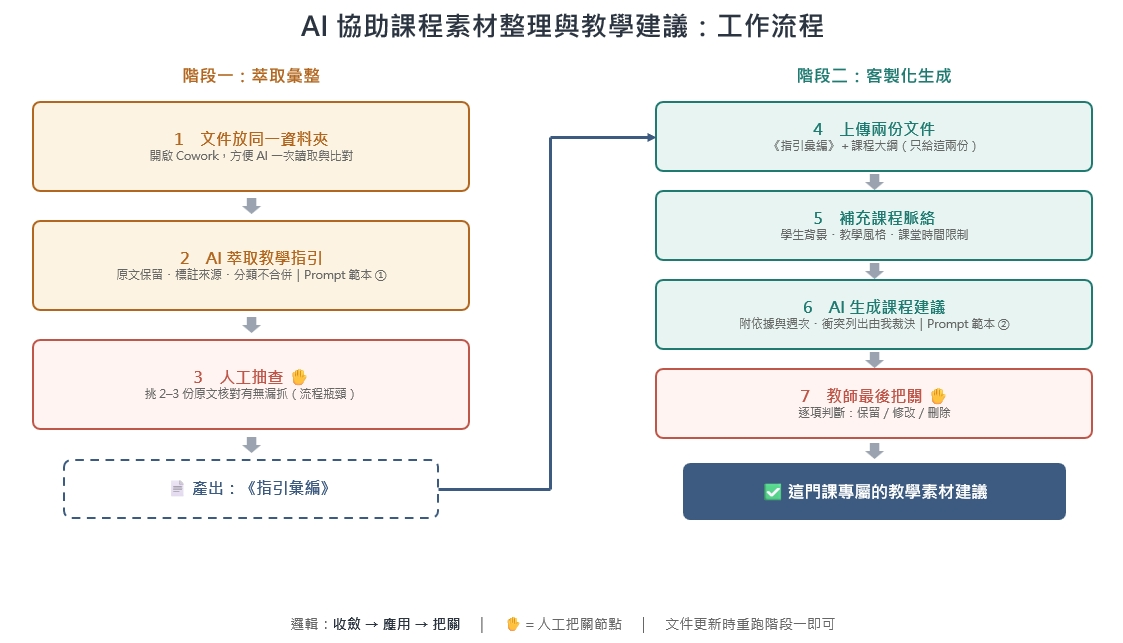 AI 協助課程素材整理與教學建議：工作流程
階段一：萃取彙整
1 文件放同一資料夾
開啟 Cowork，方便 AI 一次讀取與比對
2 AI 萃取教學指引
原文保留 · 標註來源 · 分類不合併 | Prompt 範本 ①
3 人工抽查 ✋
挑 2–3 份原文核對有無漏抓（流程瓶頸）
📄 產出：《指引彙編》
階段二：客製化生成
4 上傳兩份文件
《指引彙編》+ 課程大綱（只給這兩份）
5 補充課程脈絡
學生背景 · 教學風格 · 課堂時間限制
6 AI 生成課程建議
附依據與週次 · 衝突列出由我裁決 | Prompt 範本 ②
7 教師最後把關 ✋
逐項判斷：保留 / 修改 / 刪除
✅ 這門課專屬的教學素材建議
邏輯：收斂 → 應用 → 把關 | ✋ = 人工把關節點 | 文件更新時重跑階段一即可